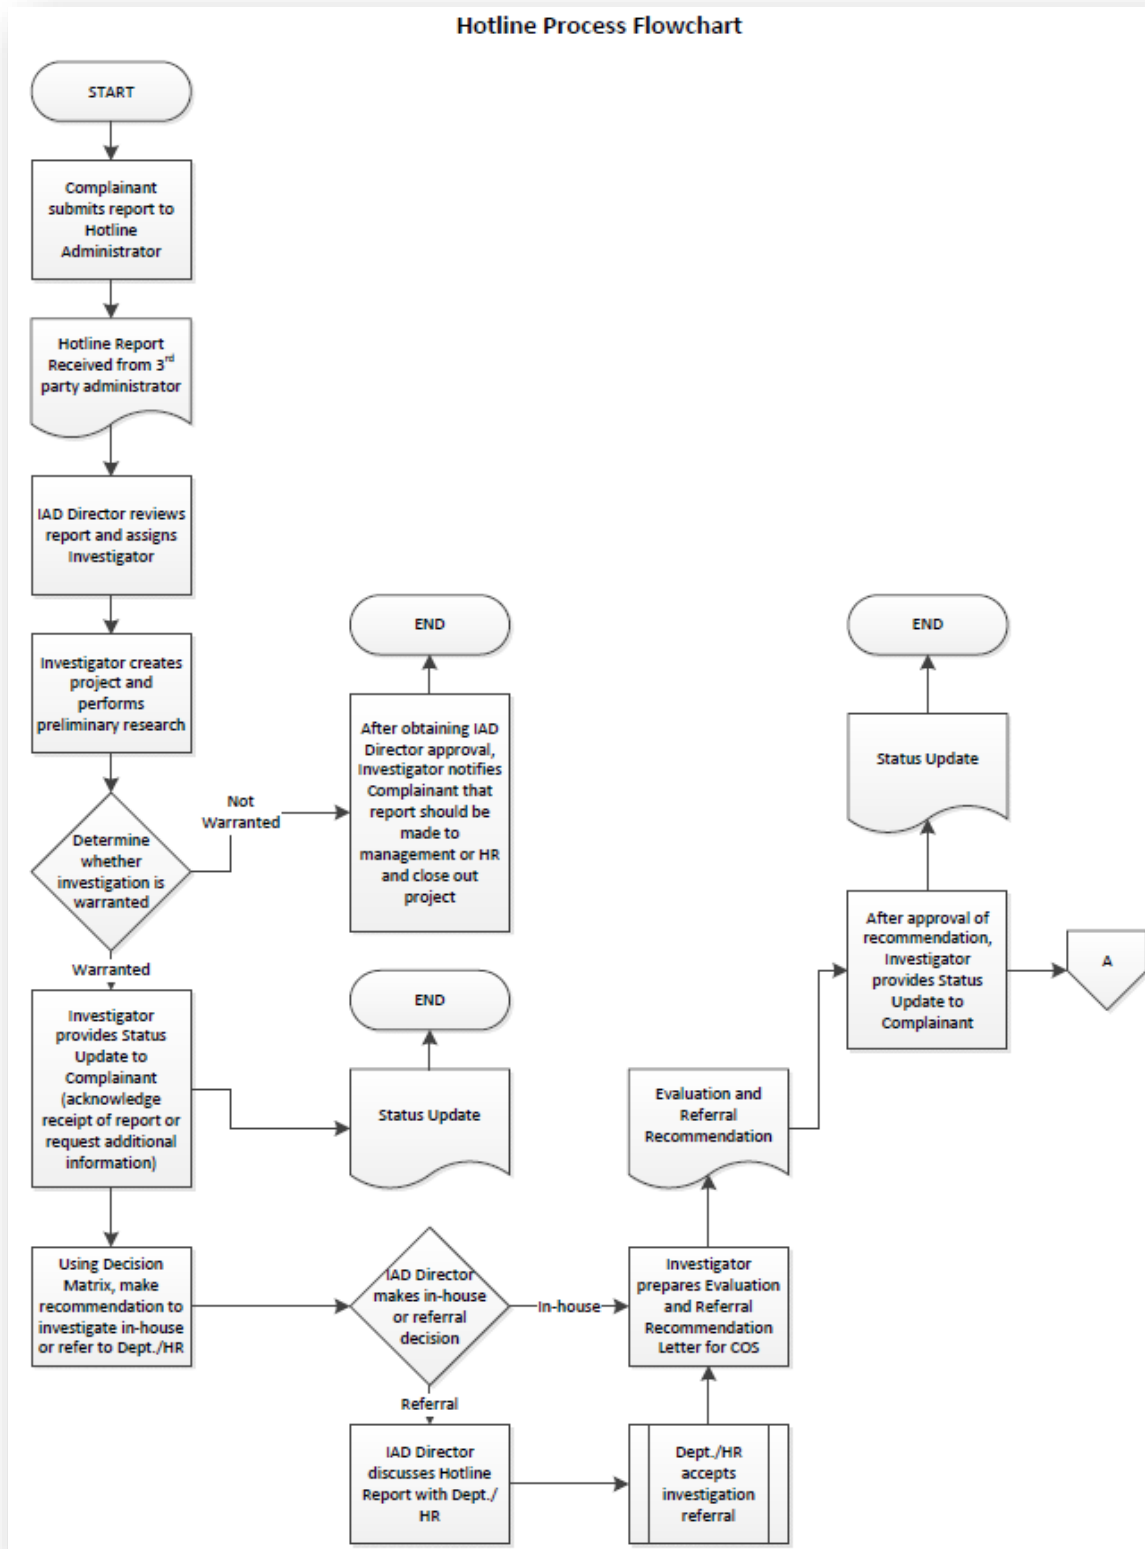 Hotline Process Flowchart
START
Complainant
submits report to
Hotline
Administrator
Hotline Report
Received from 3rd
party administrator
IAD Director reviews
report and assigns
Investigator
Investigator creates
project and
performs
preliminary research
Determine
whether
investigation is
warranted
Not
Warranted
After obtaining IAD
Director approval,
Investigator notifies
Complainant that
report should be
made to
management or HR
and close out
project
END
Warranted
Investigator
provides Status
Update to
Complainant
(acknowledge
receipt of report or
request additional
information)
Status Update
END
Using Decision
Matrix, make
recommendation to
investigate in-house
or refer to Dept./HR
IAD Director
makes in-house
or referral
decision
In-house
Referral
IAD Director
discusses Hotline
Report with Dept./
HR
Dept./HR
accepts
investigation
referral
Investigator
prepares Evaluation
and Referral
Recommendation
Letter for COS
Evaluation and
Referral
Recommendation
After approval of
recommendation,
Investigator
provides Status
Update to
Complainant
A
Status Update
END